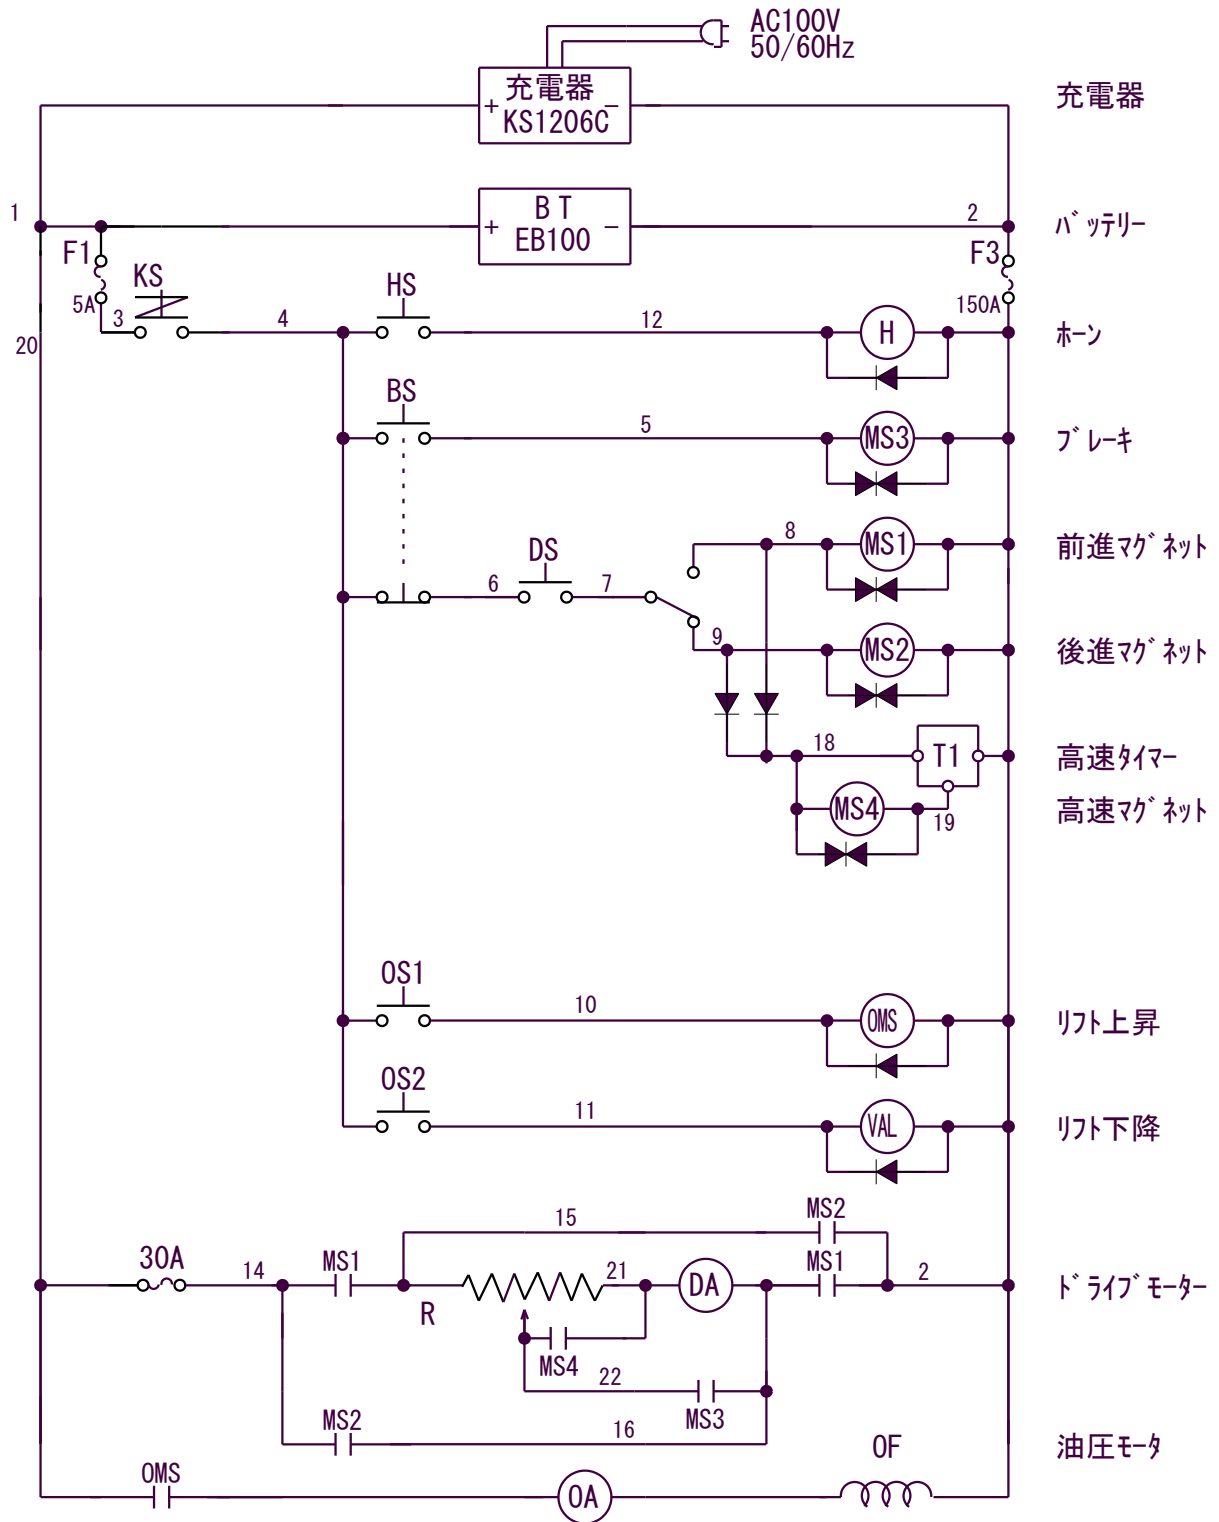 AC100V
50/60Hz
充電器
KS1206C
+ −
充電器
1
BT
EB100
+ −
2
バッテリー
F1
5A
F3
150A
KS
3
4
HS
12
H
ホーン
20
BS
5
MS3
ブレーキ
8
MS1
前進マグネット
DS
6
7
9
MS2
後進マグネット
18
T1
高速タイマー
MS4
19
高速マグネット
OS1
10
OMS
リフト上昇
OS2
11
VAL
リフト下降
15
MS2
30A
14
MS1
R
21
DA
MS1
2
ドライブモーター
MS4
22
MS3
MS2
16
OF
油圧モータ
OMS
OA